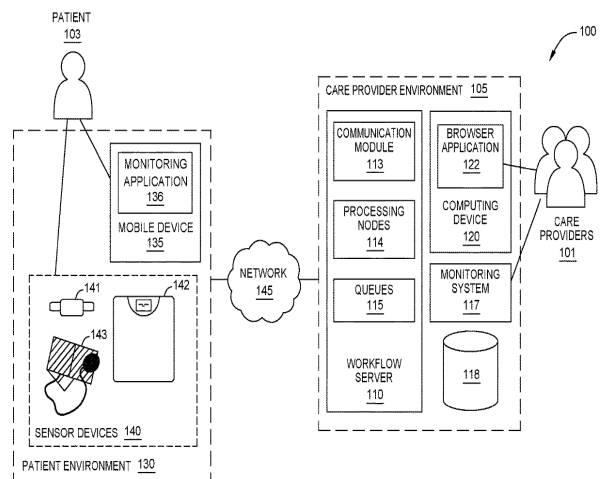 PATIENT
103
100
CARE PROVIDER ENVIRONMENT 105
COMMUNICATION
MODULE
113
BROWSER
APPLICATION
122
MONITORING
APPLICATION
136
MOBILE DEVICE
135
PROCESSING
NODES
114
COMPUTING
DEVICE
120
CARE
PROVIDERS
101
NETWORK
145
QUEUES
115
MONITORING
SYSTEM
117
141
142
143
WORKFLOW
SERVER
110
118
SENSOR DEVICES 140
PATIENT ENVIRONMENT 130